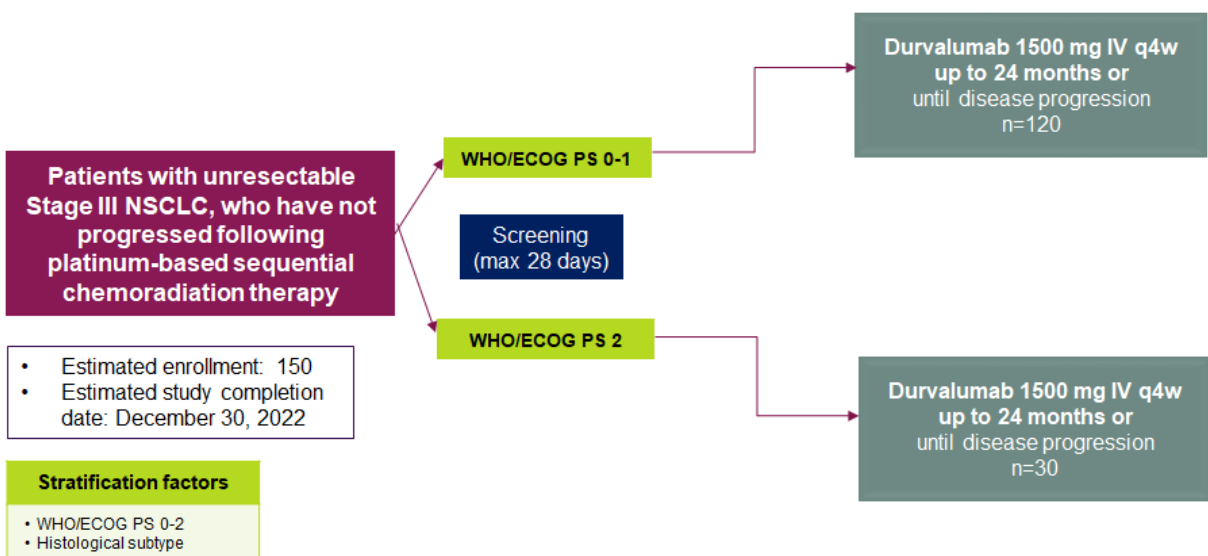 Patients with unresectable
Stage III NSCLC, who have not
progressed following
platinum-based sequential
chemoradiation therapy
• Estimated enrollment: 150
• Estimated study completion
date: December 30, 2022
Stratification factors
• WHO/ECOG PS 0-2
• Histological subtype
WHO/ECOG PS 0-1
Screening
(max 28 days)
WHO/ECOG PS 2
Durvalumab 1500 mg IV q4w
up to 24 months or
until disease progression
n=120
Durvalumab 1500 mg IV q4w
up to 24 months or
until disease progression
n=30